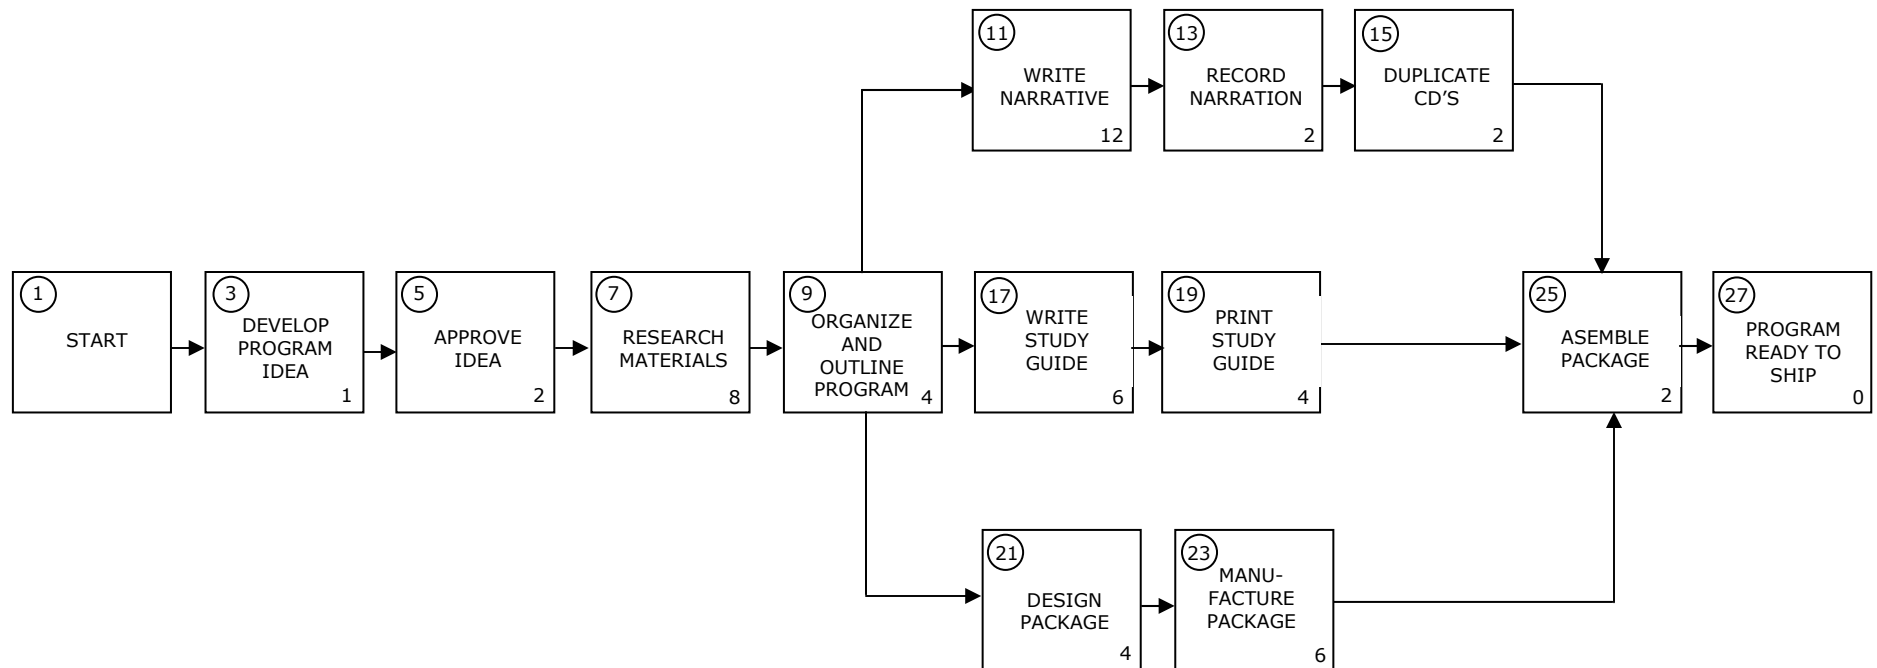 11
WRITE
NARRATIVE
12
13
RECORD
NARRATION
2
15
DUPLICATE
CD'S
2
1
START
3
DEVELOP
PROGRAM
IDEA
1
5
APPROVE
IDEA
2
7
RESEARCH
MATERIALS
8
9
ORGANIZE
AND
OUTLINE
PROGRAM
4
17
WRITE
STUDY
GUIDE
6
19
PRINT
STUDY
GUIDE
4
25
ASEMBLE
PACKAGE
2
27
PROGRAM
READY TO
SHIP
0
21
DESIGN
PACKAGE
4
23
MANU-
FACTURE
PACKAGE
6